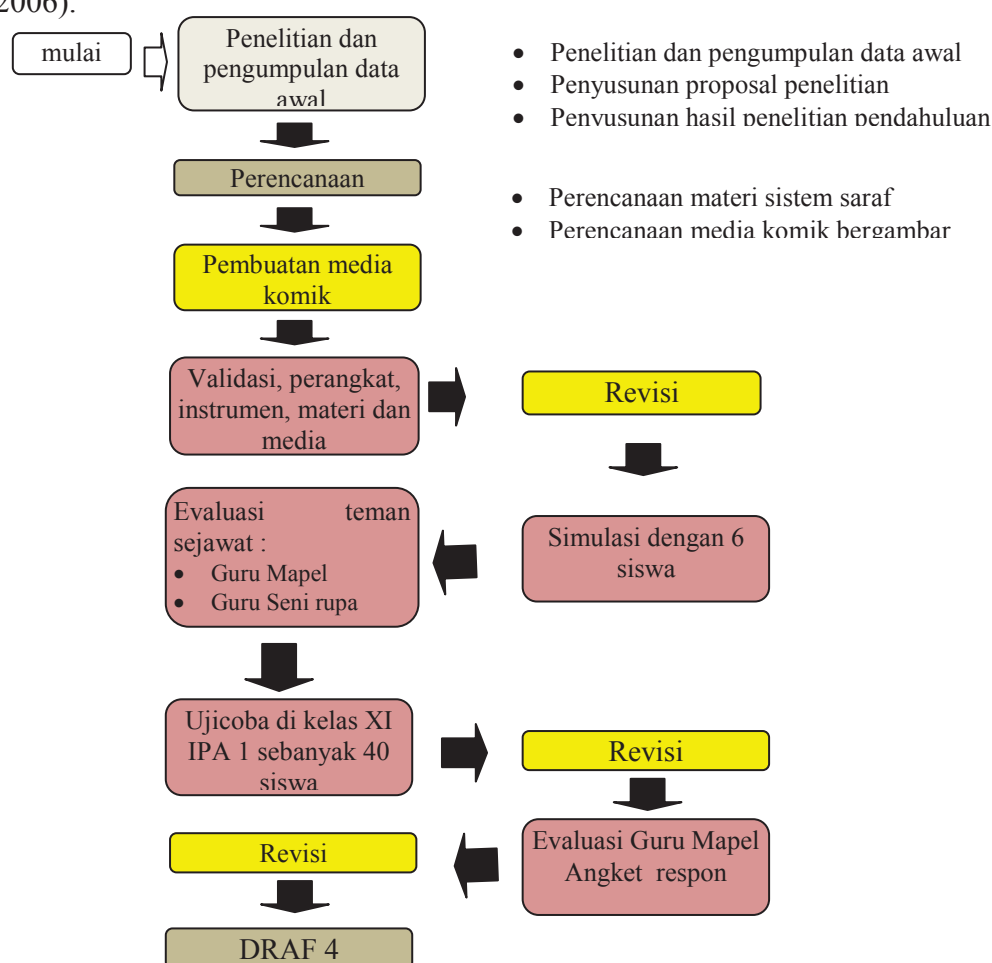 2006).
mulai
Penelitian dan
pengumpulan data
awal
• Penelitian dan pengumpulan data awal
• Penyusunan proposal penelitian
• Penyusunan hasil penelitian pendahuluan
Perencanaan
• Perencanaan materi sistem saraf
• Perencanaan media komik bergambar
Pembuatan media
komik
Validasi, perangkat,
instrumen, materi dan
media
Revisi
Simulasi dengan 6
siswa
Evaluasi teman
sejawat :
• Guru Mapel
• Guru Seni rupa
Ujicoba di kelas XI
IPA 1 sebanyak 40
siswa
Revisi
Evaluasi Guru Mapel
Angket respon
Revisi
DRAF 4